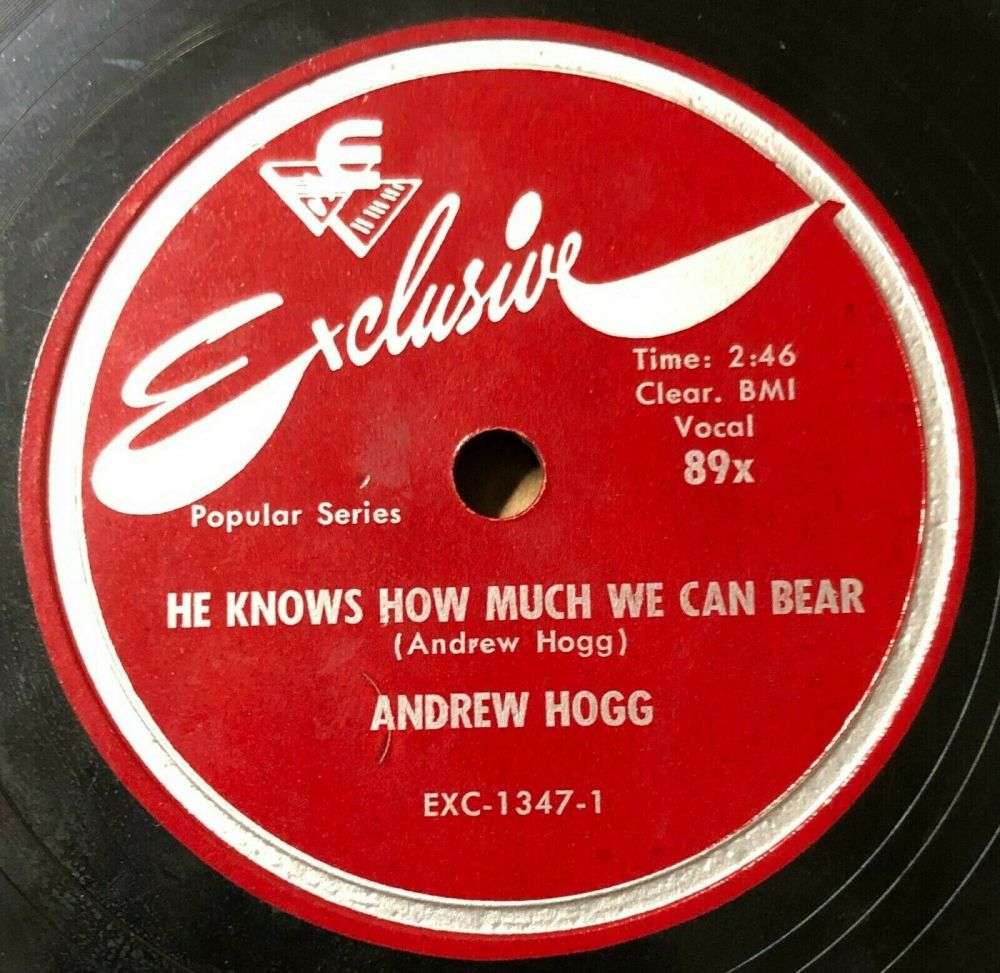 E
Exclusive
Time: 2:46
Clear. BMI
Vocal
89x
Popular Series
HE KNOWS HOW MUCH WE CAN BEAR
(Andrew Hogg)
ANDREW HOGG
EXC-1347-1